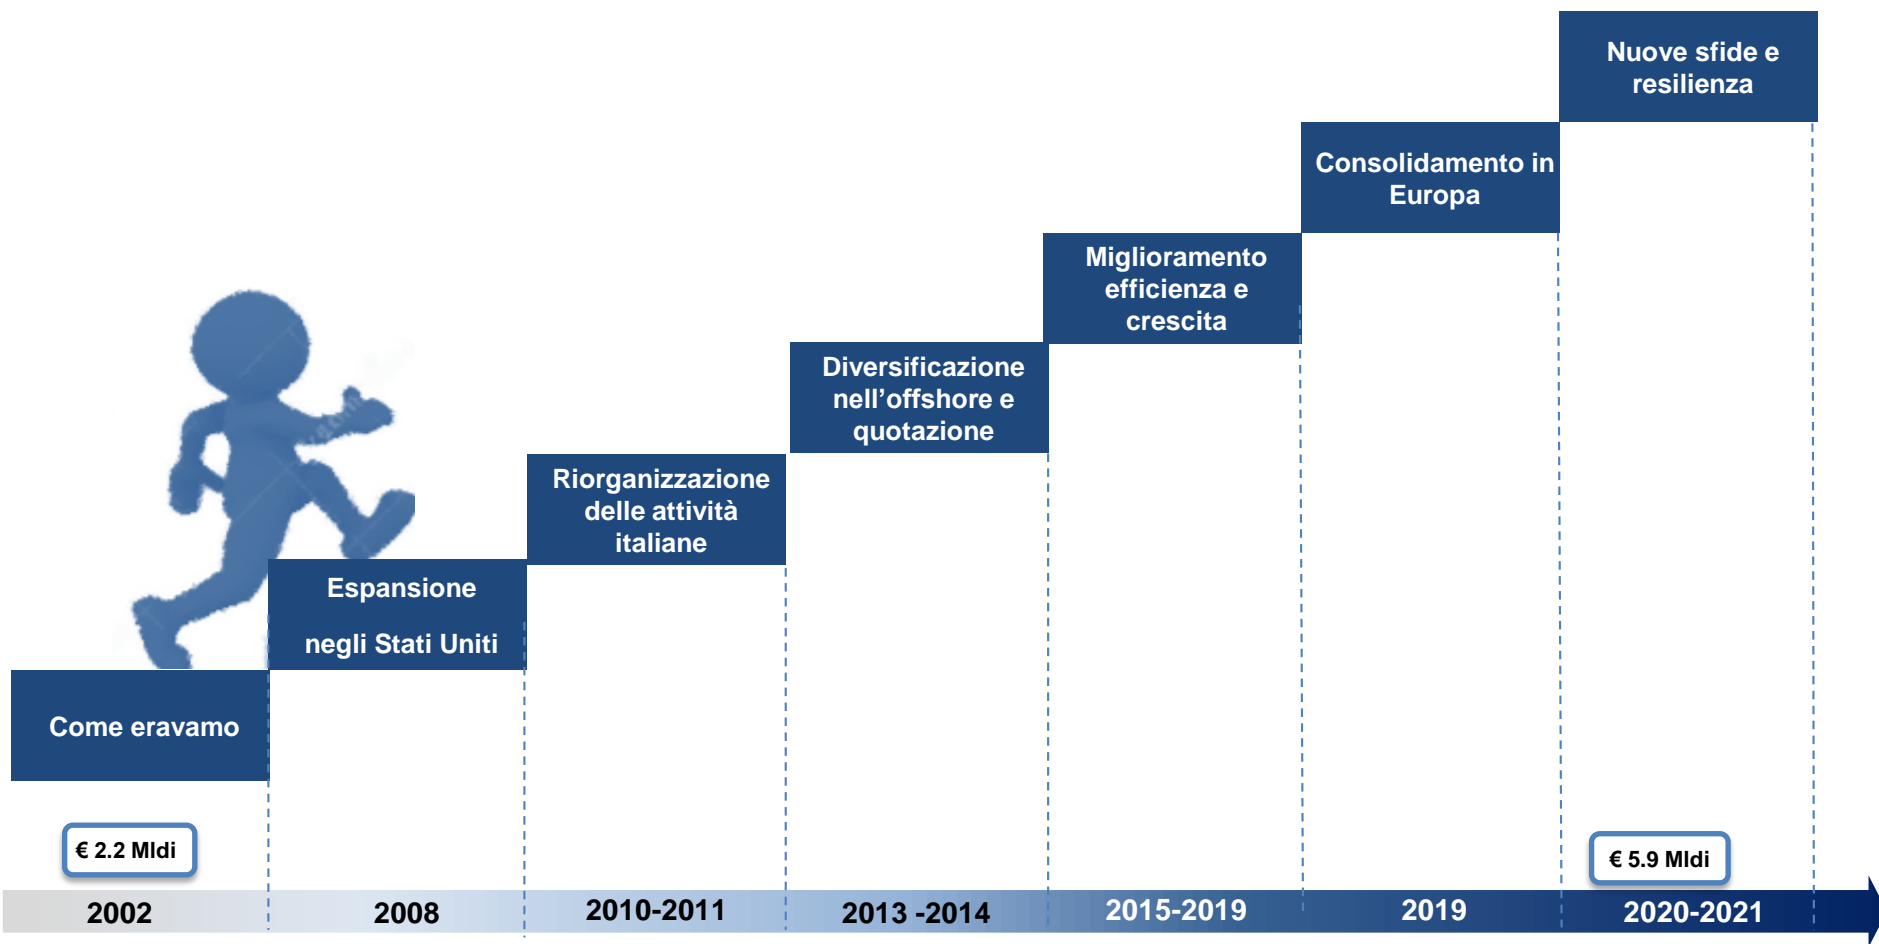 Nuove sfide e
resilienza
Consolidamento in
Europa
Miglioramento
efficienza e
crescita
Diversificazione
nell’offshore e
quotazione
Riorganizzazione
delle attività
italiane
Espansione
negli Stati Uniti
Come eravamo
€ 2.2 Mldi
€ 5.9 Mldi
2002
2008
2010-2011
2013 -2014
2015-2019
2019
2020-2021